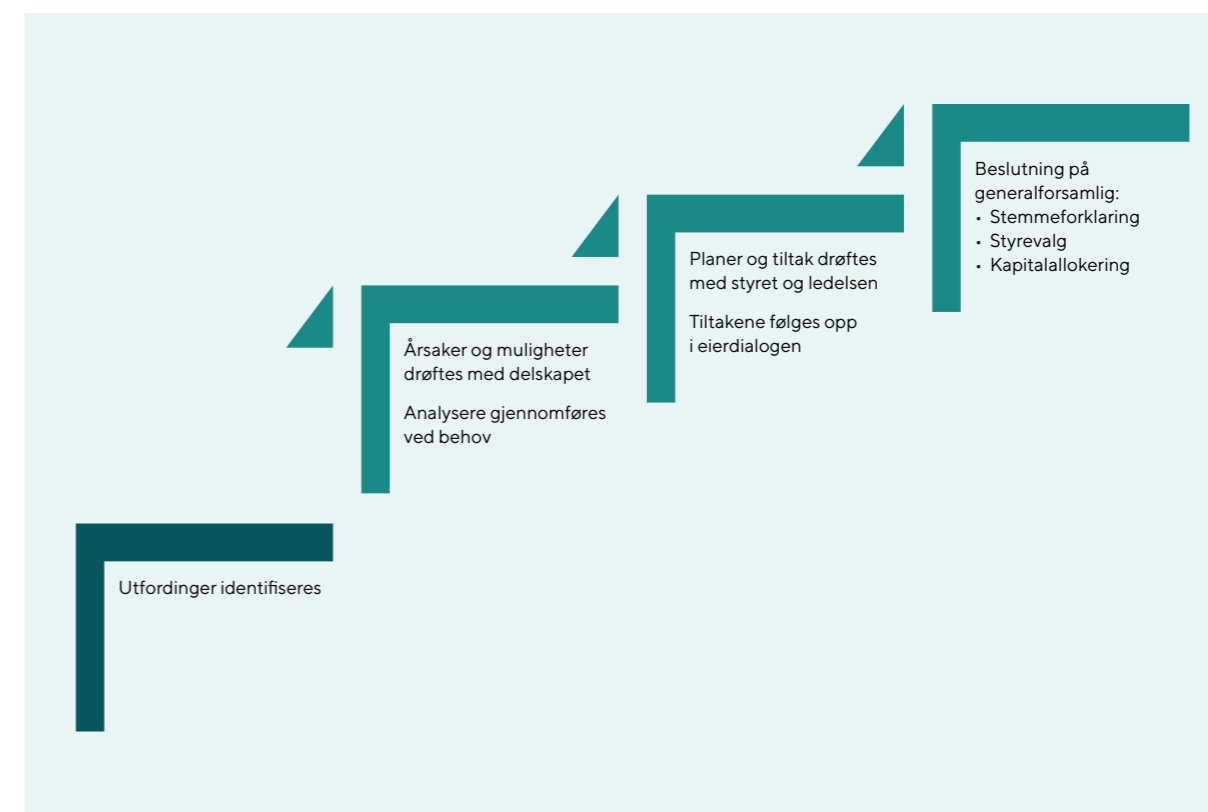 Utfordinger identifiseres
Årsaker og muligheter
drøftes med delskapet
Analysere gjennomføres
ved behov
Planer og tiltak drøftes
med styret og ledelsen
Tiltakene følges opp
i eierdialogen
Beslutning på
generalforsamlig:
• Stemmeforklaring
• Styrevalg
• Kapitalallokering